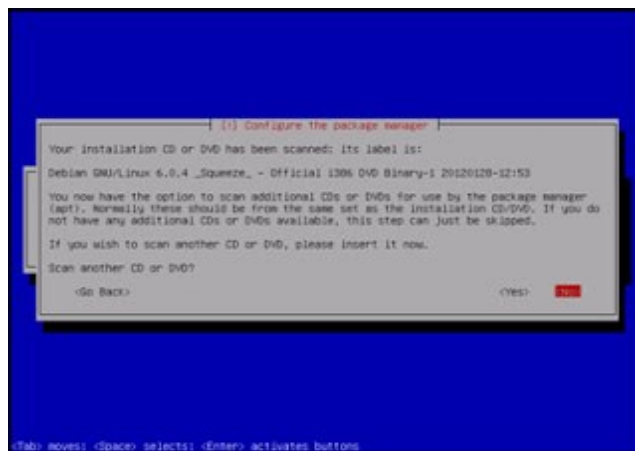 [!] Configure the package manager
Your installation CD or DVD has been scanned; its label is:
Debian GNU/Linux 6.0.4 _Squeeze_ - Official i386 DVD Binary-1 20120128-12:53
You now have the option to scan additional CDs or DVDs for use by the package manager
(apt). Normally these should be from the same set as the installation CD/DVD. If you do
not have any additional CDs or DVDs available, this step can just be skipped.
If you wish to scan another CD or DVD, please insert it now.
Scan another CD or DVD?
<Go Back> <Yes> <No>
<Tab> moves; <Space> selects; <Enter> activates buttons